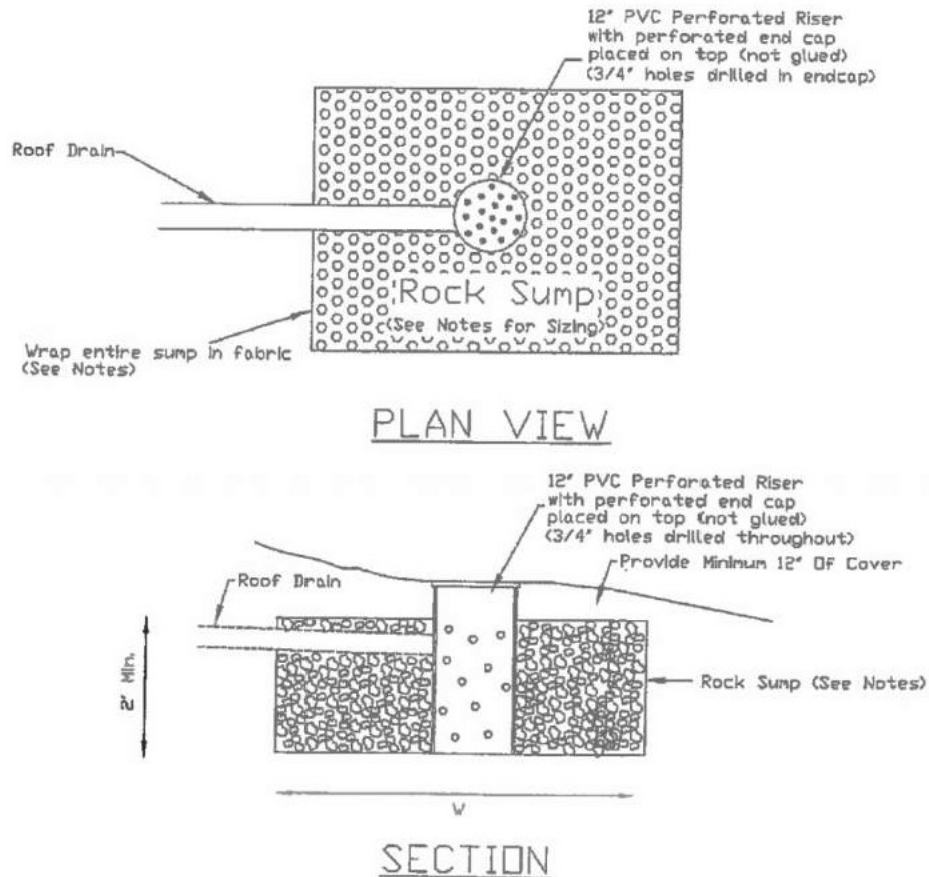 12" PVC Perforated Riser
with perforated end cap
placed on top (not glued)
(3/4" holes drilled in endcap)
Roof Drain
Rock Sump
(See Notes for Sizing)
Wrap entire sump in fabric
(See Notes)
PLAN VIEW
12" PVC Perforated Riser
with perforated end cap
placed on top (not glued)
(3/4" holes drilled throughout)
Provide Minimum 12" Of Cover
Roof Drain
2' Min.
Rock Sump (See Notes)
W
SECTION